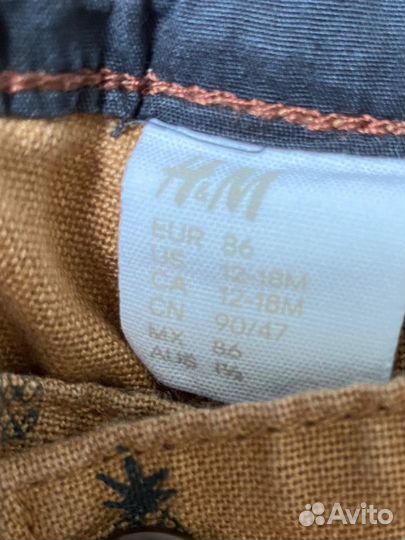 H&M
EUR 86
US 12-18M
CA 12-18M
CN 90/47
MX 86
AUS 1½
Avito